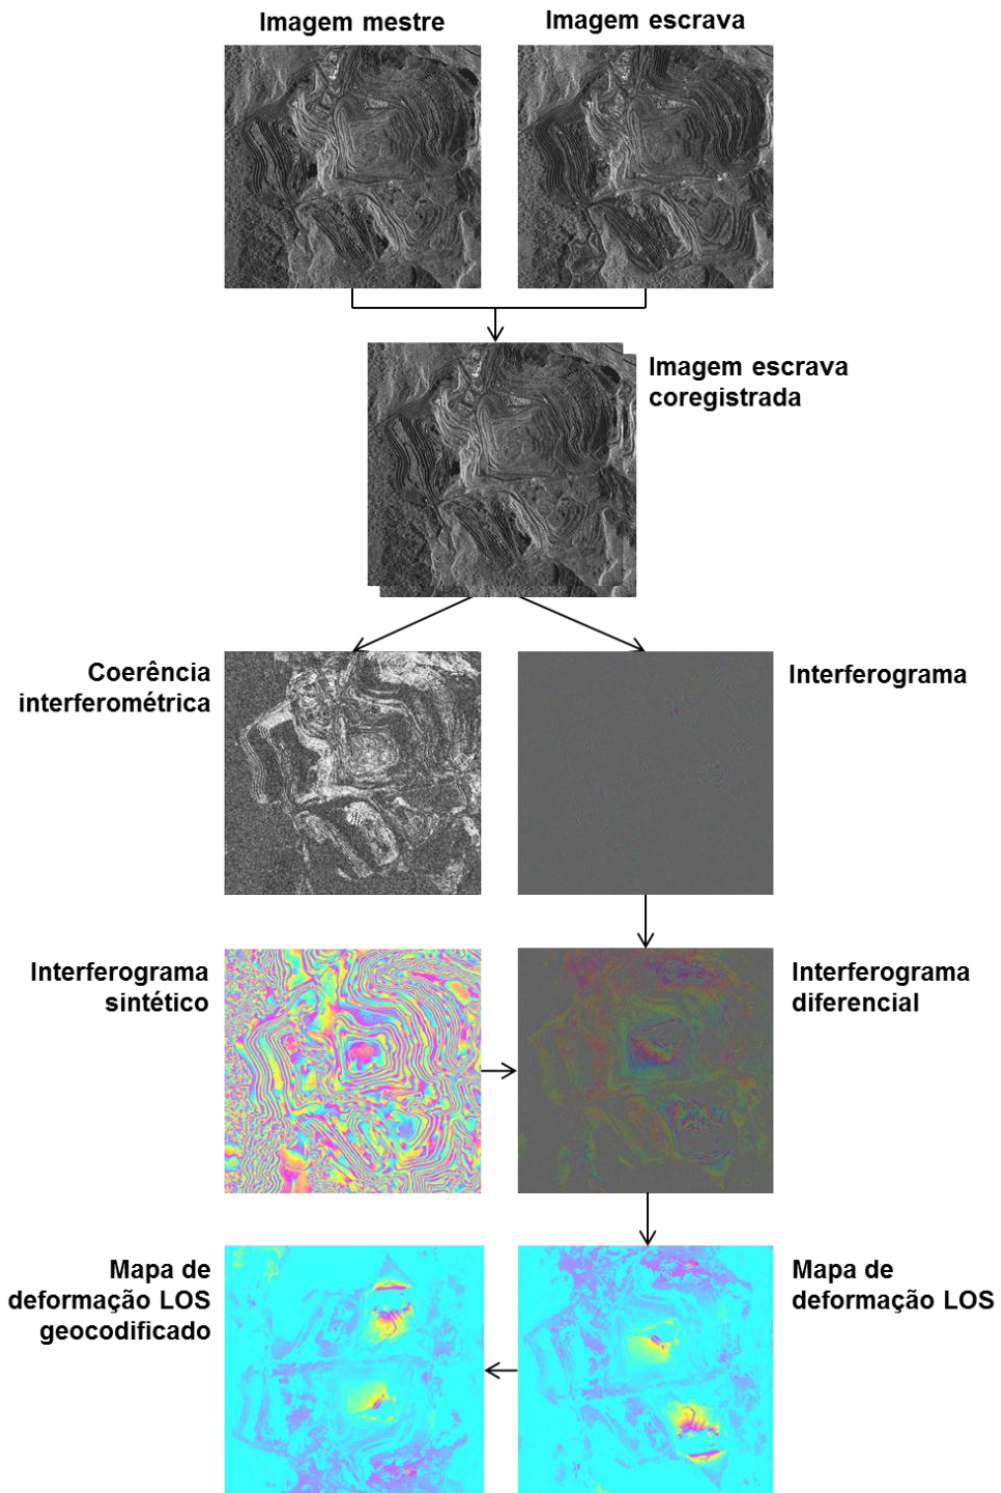 Imagem mestre
Imagem escrava
Imagem escrava
coregistrada
Coerência
interferométrica
Interferograma
Interferograma
sintético
Interferograma
diferencial
Mapa de
deformação LOS
geocodificado
Mapa de
deformação LOS